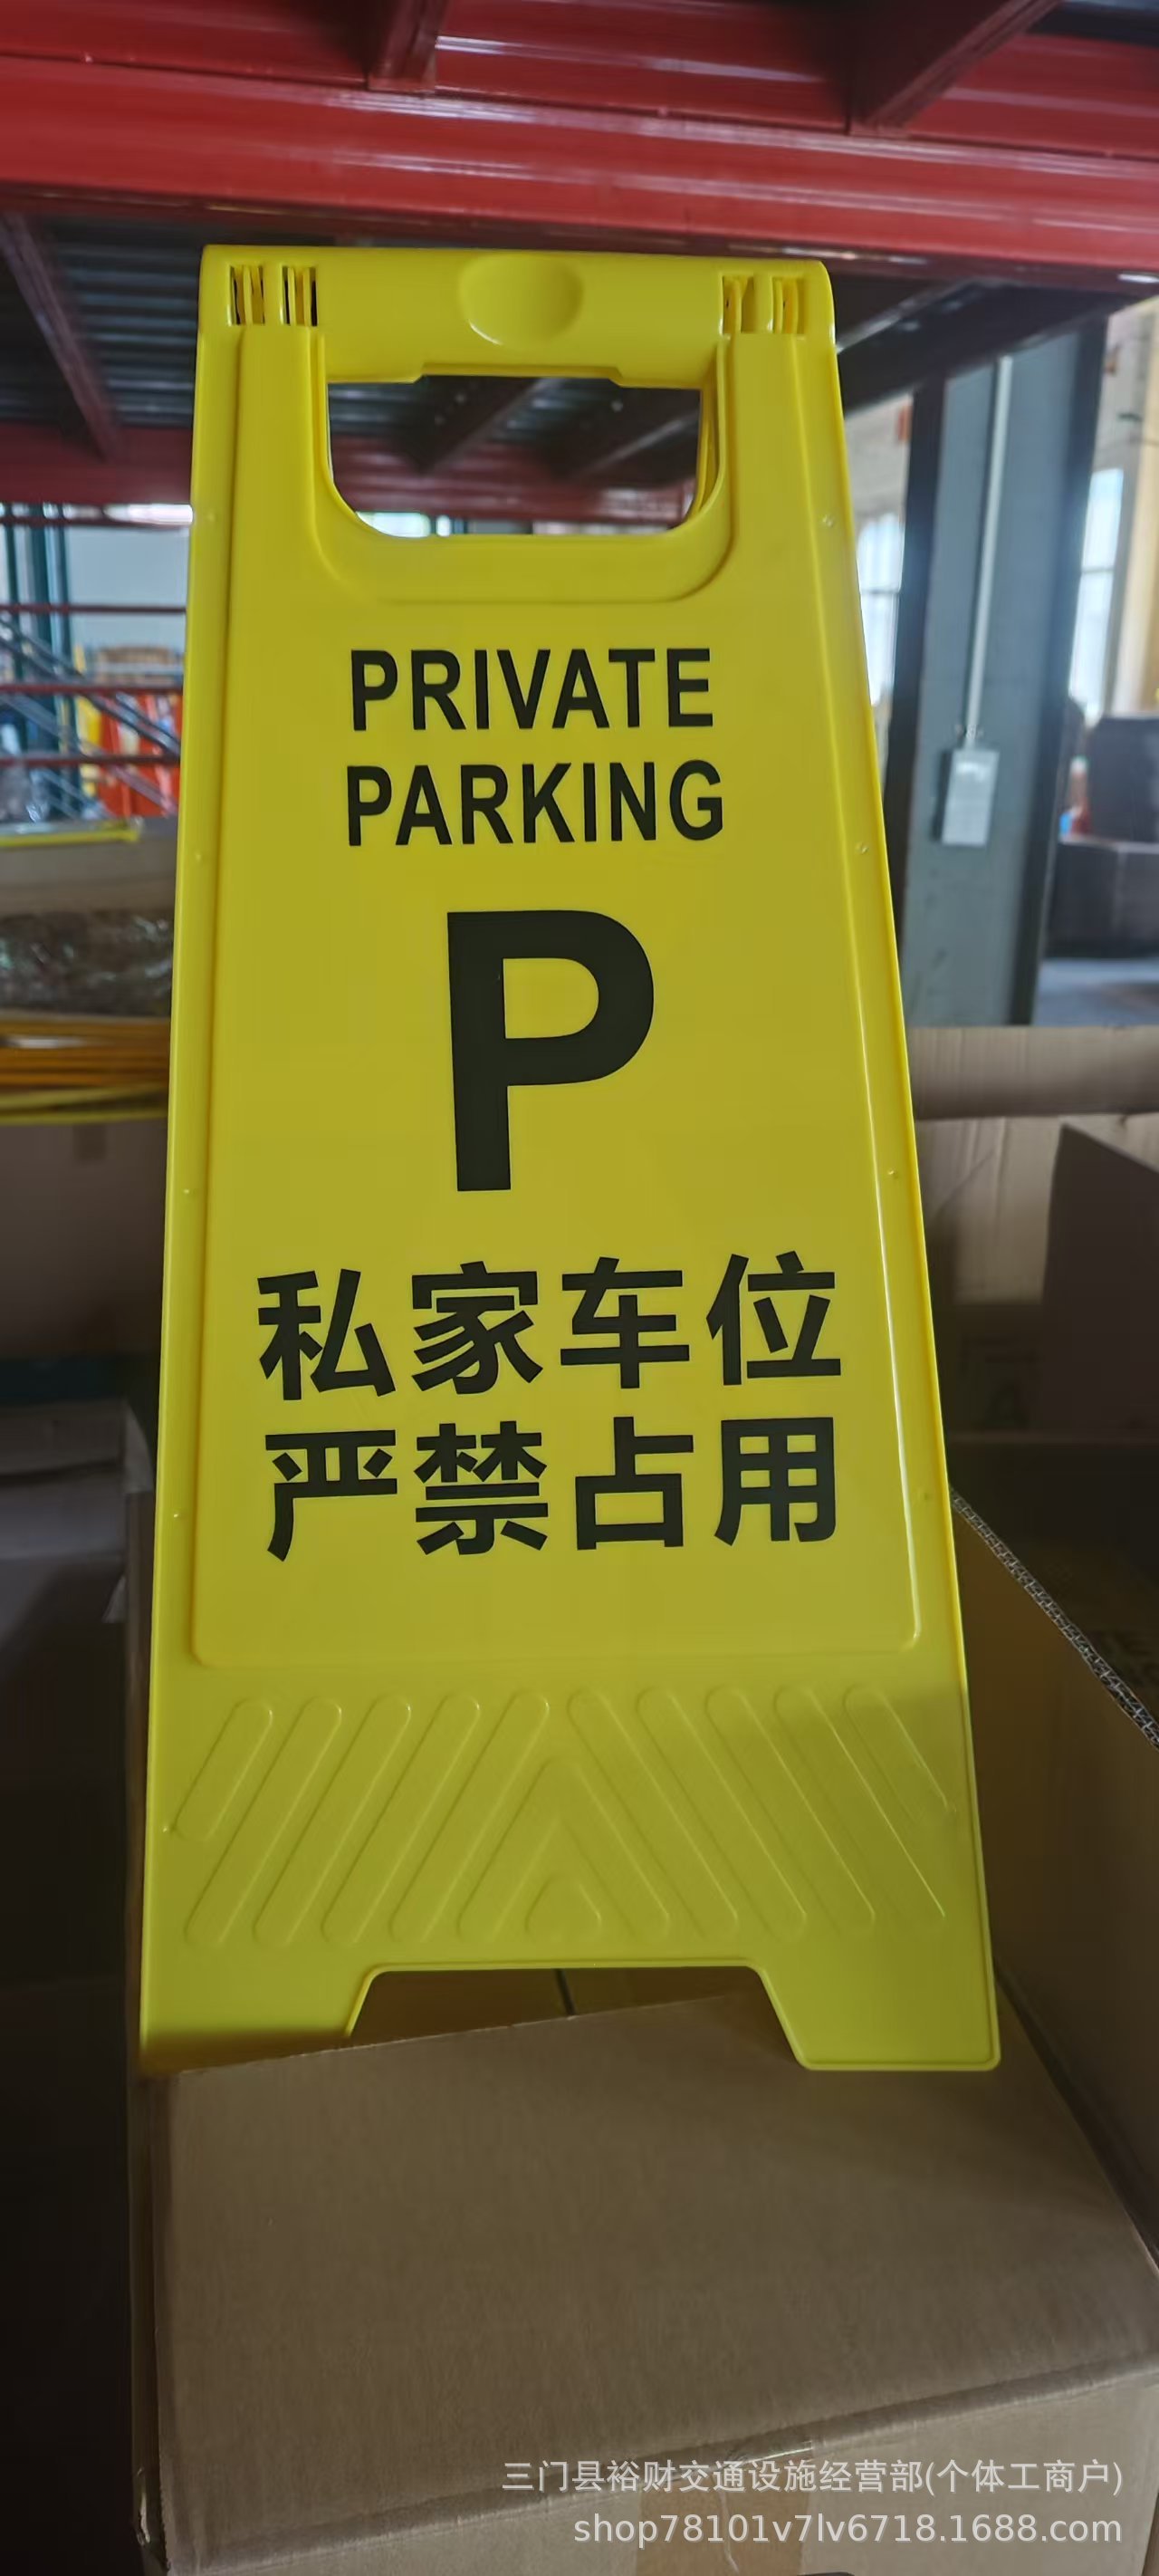 PRIVATE
PARKING
P
私家车位
严禁占用
三门县裕财交通设施经营部(个体工商户)
shop78101v7lv6718.1688.com